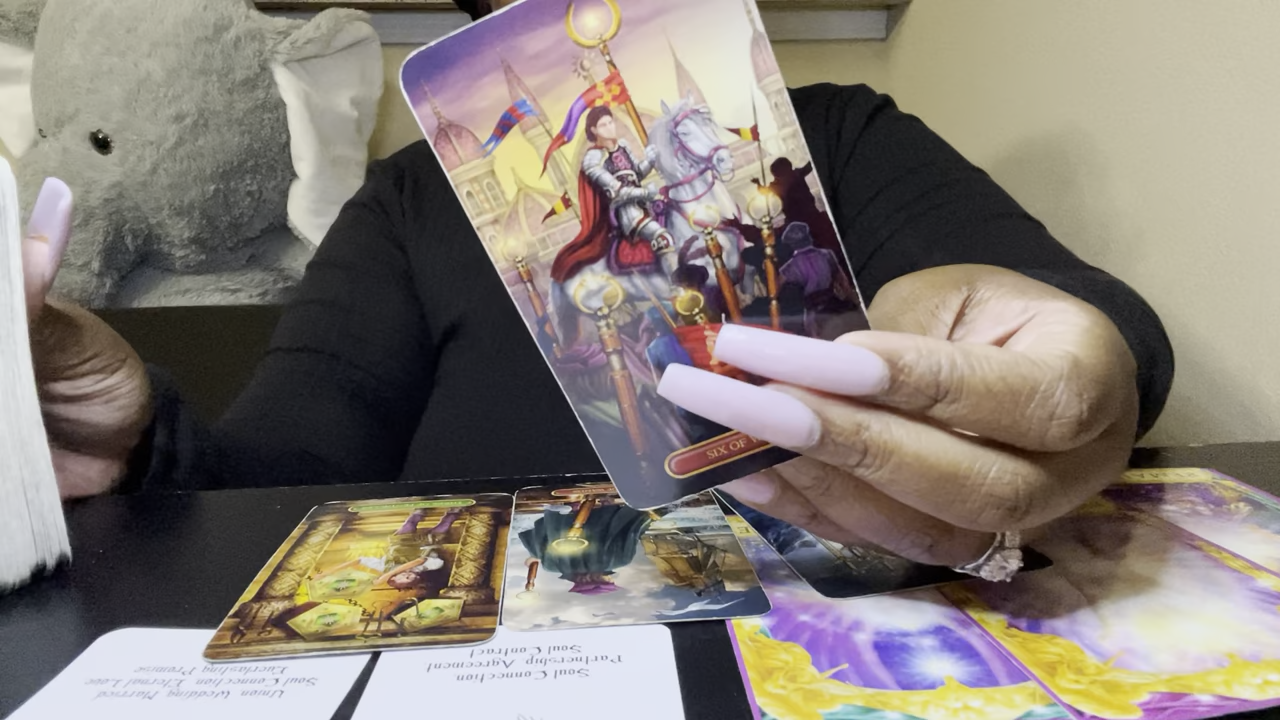 SIX OF
Union Wedding Married
Soul Connection Eternal Love
Everlasting Promise
Soul Connection
Partnership Agreement
Soul Contract